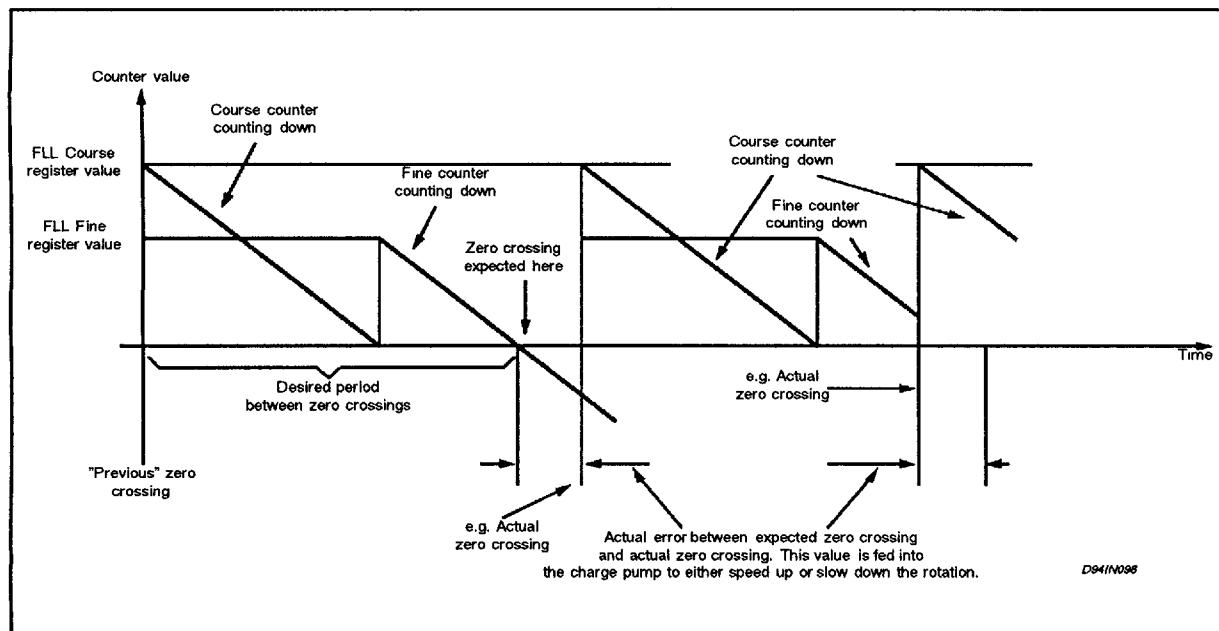 Counter value
Course counter
counting down
FLL Course
register value
Fine counter
counting down
FLL Fine
register value
Zero crossing
expected here
Course counter
counting down
Fine counter
counting down
Time
Desired period
between zero crossings
e.g. Actual
zero crossing
"Previous" zero
crossing
e.g. Actual
zero crossing
Actual error between expected zero crossing
and actual zero crossing. This value is fed into
the charge pump to either speed up or slow down the rotation.
D94IN096